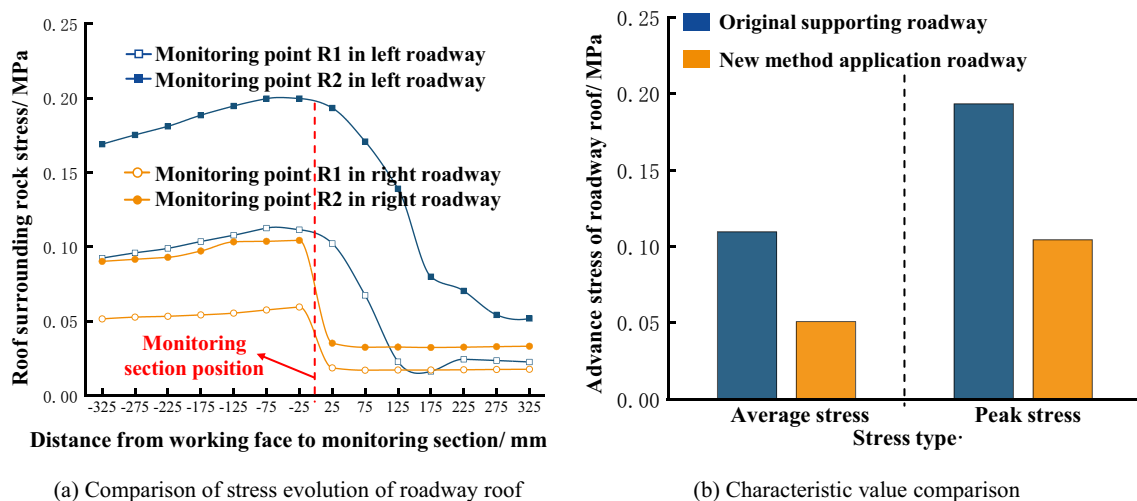 0. 25
0. 20
0. 15
0. 10
0. 05
0. 00
Roof surrounding rock stress/ MPa
Monitoring point R1 in left roadway
Monitoring point R2 in left roadway
Monitoring point R1 in right roadway
Monitoring point R2 in right roadway
Monitoring
section position
-325 -275 -225 -175 -125 -75 -25 25 75 125 175 225 275 325
Distance from working face to monitoring section/ mm
(a) Comparison of stress evolution of roadway roof
0. 25
0. 20
0. 15
0. 10
0. 05
0. 00
Advance stress of roadway roof/ MPa
Original supporting roadway
New method application roadway
Average stress
Peak stress
Stress type·
(b) Characteristic value comparison